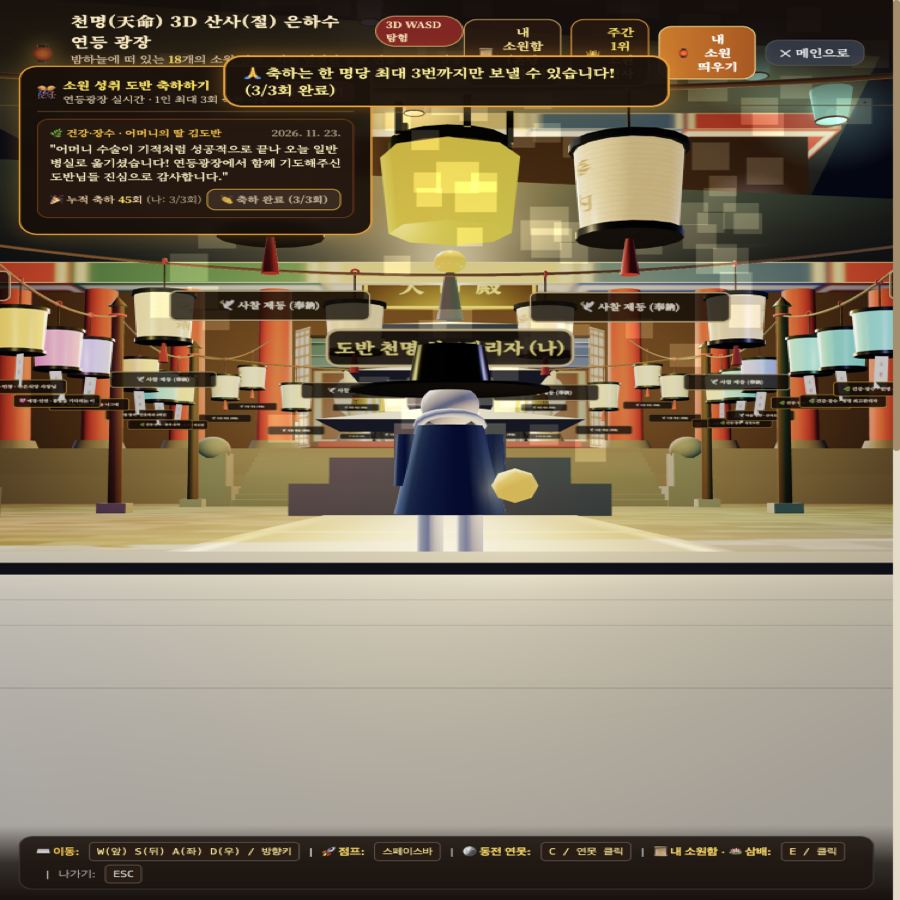 천명(天命) 3D 산사(절) 은하수
연등 광장
밤하늘에 떠 있는 18개의
3D WASD
탐험
내
소원함
주간
1위
내
소원
띄우기
✕ 메인으로
🙏 축하는 한 명당 최대 3번까지만 보낼 수 있습니다!
(3/3회 완료)
소원 성취 도반 축하하기
연등광장 실시간 · 1인 최대 3회
건강·장수 · 어머니의 딸 김도반
2026. 11. 23.
"어머니 수술이 기적처럼 성공적으로 끝나 오늘 일반
병실로 옮기셨습니다! 연등광장에서 함께 기도해주신
도반님들 진심으로 감사합니다."
누적 축하 45회 (나: 3/3회)
축하 완료 (3/3회)
殿
사찰 제등 (奉納)
사찰 제등 (奉納)
도반 천명 리자 (나)
사찰 제등 (奉納)
사찰 제등 (奉納)
이동: W(앞) S(뒤) A(좌) D(우) / 방향키 | 점프: 스페이스바 | 동전 연못: C / 연못 클릭 | 내 소원함 · 삼배: E / 클릭
| 나가기: ESC